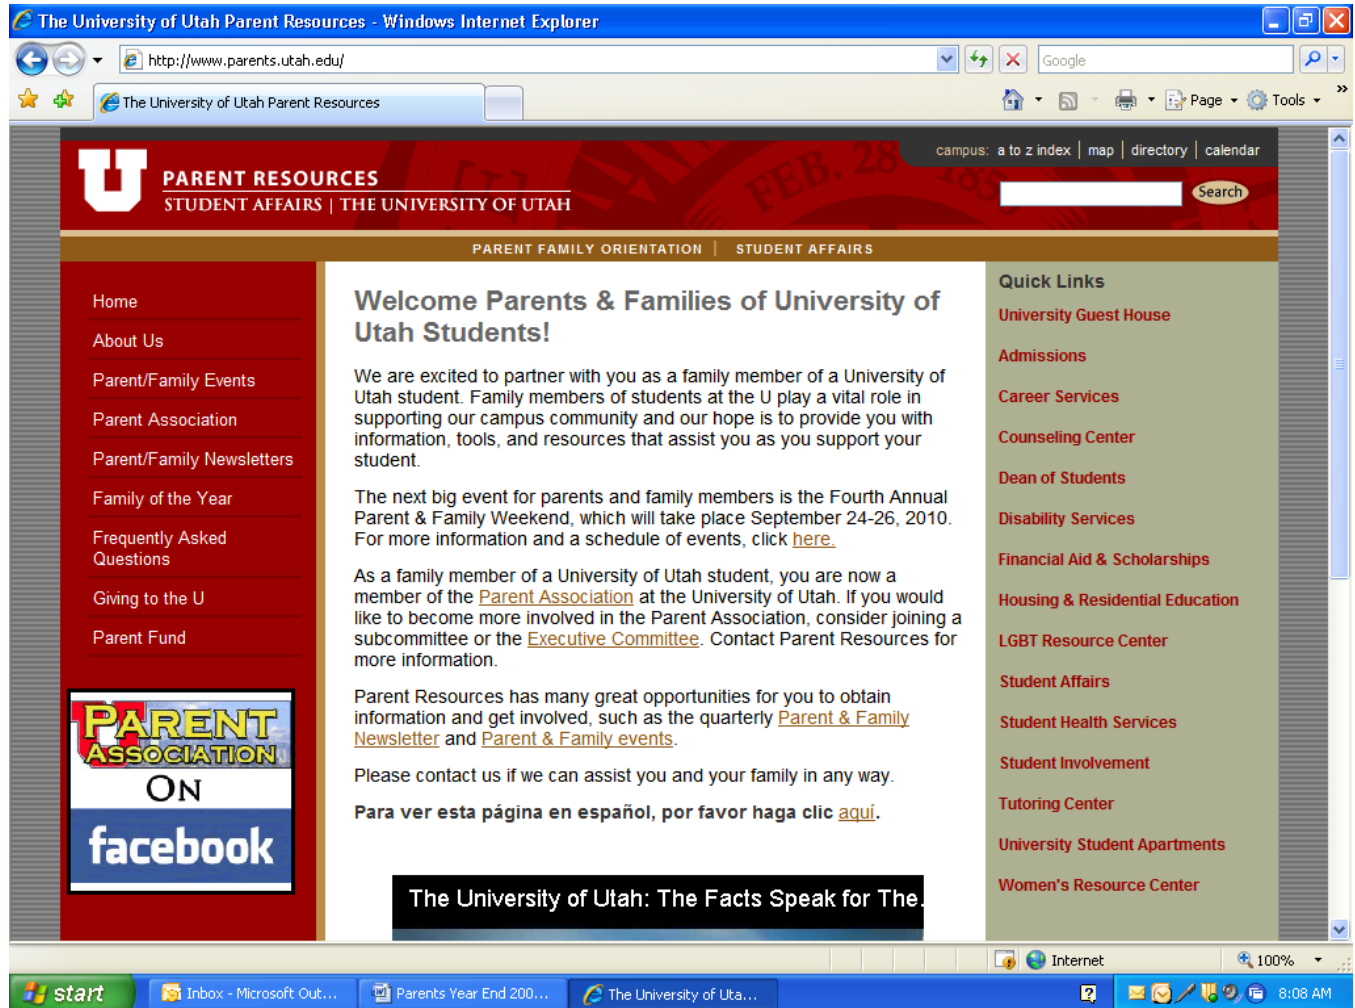 The University of Utah Parent Resources - Windows Internet Explorer
http://www.parents.utah.edu/
Google
The University of Utah Parent Resources
Page
Tools
campus: a to z index | map | directory | calendar
FEB. 28
1850
U
PARENT RESOURCES
STUDENT AFFAIRS | THE UNIVERSITY OF UTAH
Search
PARENT FAMILY ORIENTATION | STUDENT AFFAIRS
Home
About Us
Parent/Family Events
Parent Association
Parent/Family Newsletters
Family of the Year
Frequently Asked
Questions
Giving to the U
Parent Fund
PARENT
ASSOCIATION
ON
facebook
Welcome Parents & Families of University of
Utah Students!
We are excited to partner with you as a family member of a University of
Utah student. Family members of students at the U play a vital role in
supporting our campus community and our hope is to provide you with
information, tools, and resources that assist you as you support your
student.
The next big event for parents and family members is the Fourth Annual
Parent & Family Weekend, which will take place September 24-26, 2010.
For more information and a schedule of events, click here.
As a family member of a University of Utah student, you are now a
member of the Parent Association at the University of Utah. If you would
like to become more involved in the Parent Association, consider joining a
subcommittee or the Executive Committee. Contact Parent Resources for
more information.
Parent Resources has many great opportunities for you to obtain
information and get involved, such as the quarterly Parent & Family
Newsletter and Parent & Family events.
Please contact us if we can assist you and your family in any way.
Para ver esta página en español, por favor haga clic aquí.
The University of Utah: The Facts Speak for The.
Quick Links
University Guest House
Admissions
Career Services
Counseling Center
Dean of Students
Disability Services
Financial Aid & Scholarships
Housing & Residential Education
LGBT Resource Center
Student Affairs
Student Health Services
Student Involvement
Tutoring Center
University Student Apartments
Women's Resource Center
Internet
100%
start
Inbox - Microsoft Out...
Parents Year End 200...
The University of Uta...
8:08 AM